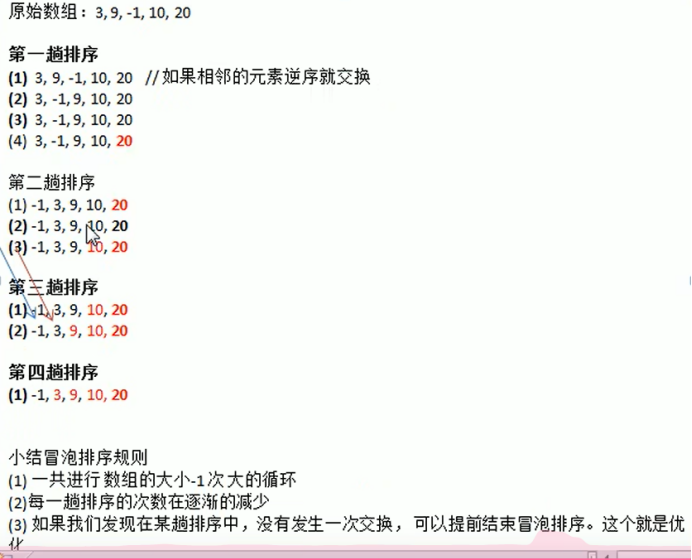 原始数组：3, 9, -1, 10, 20
第一趟排序
(1) 3, 9, -1, 10, 20 // 如果相邻的元素逆序就交换
(2) 3, -1, 9, 10, 20
(3) 3, -1, 9, 10, 20
(4) 3, -1, 9, 10, 20
第二趟排序
(1) -1, 3, 9, 10, 20
(2) -1, 3, 9, 10, 20
(3) -1, 3, 9, 10, 20
第三趟排序
(1) -1, 3, 9, 10, 20
(2) -1, 3, 9, 10, 20
第四趟排序
(1) -1, 3, 9, 10, 20
小结冒泡排序规则
(1) 一共进行 数组的大小-1 次 大的循环
(2)每一趟排序的次数在逐渐的减少
(3) 如果我们发现在某趟排序中，没有发生一次交换， 可以提前结束冒泡排序。这个就是优
化